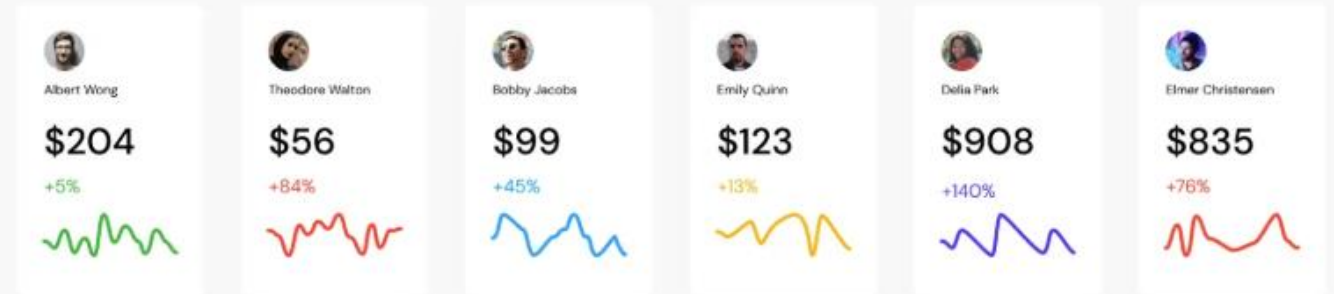 Albert Wong
$204
+5%
Theodore Walton
$56
+84%
Bobby Jacobs
$99
+45%
Emily Quinn
$123
+13%
Delia Park
$908
+140%
Elmer Christensen
$835
+76%